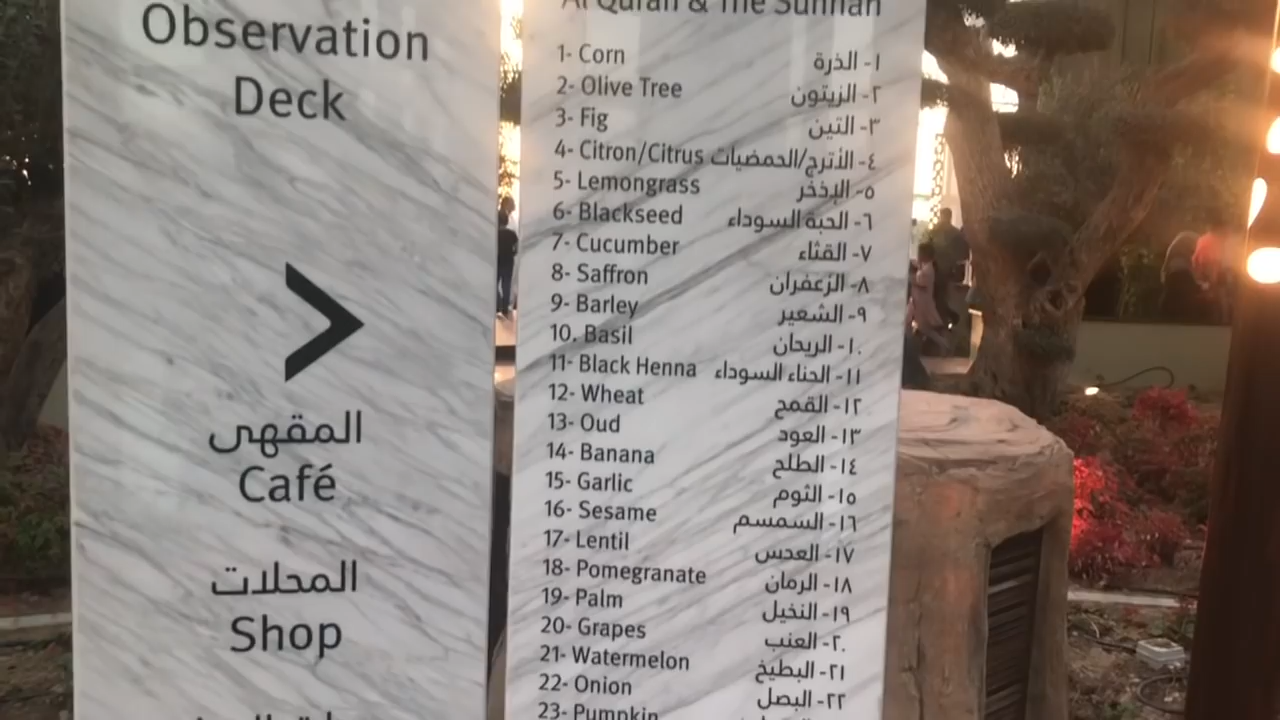 Observation
Deck
المقهى
Café
المحلات
Shop
Al Quran & The Sunnah
1- Corn ١- الذرة
2- Olive Tree ٢- الزيتون
3- Fig ٣- التين
4- Citron/Citrus ٤- الأترج/الحمضيات
5- Lemongrass ٥- الإذخر
6- Blackseed ٦- الحبة السوداء
7- Cucumber ٧- القثاء
8- Saffron ٨- الزعفران
9- Barley ٩- الشعير
10. Basil ١٠- الريحان
11- Black Henna ١١- الحناء السوداء
12- Wheat ١٢- القمح
13- Oud ١٣- العود
14- Banana ١٤- الطلح
15- Garlic ١٥- الثوم
16- Sesame ١٦- السمسم
17- Lentil ١٧- العدس
18- Pomegranate ١٨- الرمان
19- Palm ١٩- النخيل
20- Grapes ٢٠- العنب
21- Watermelon ٢١- البطيخ
22- Onion ٢٢- البصل
23- Pumpkin